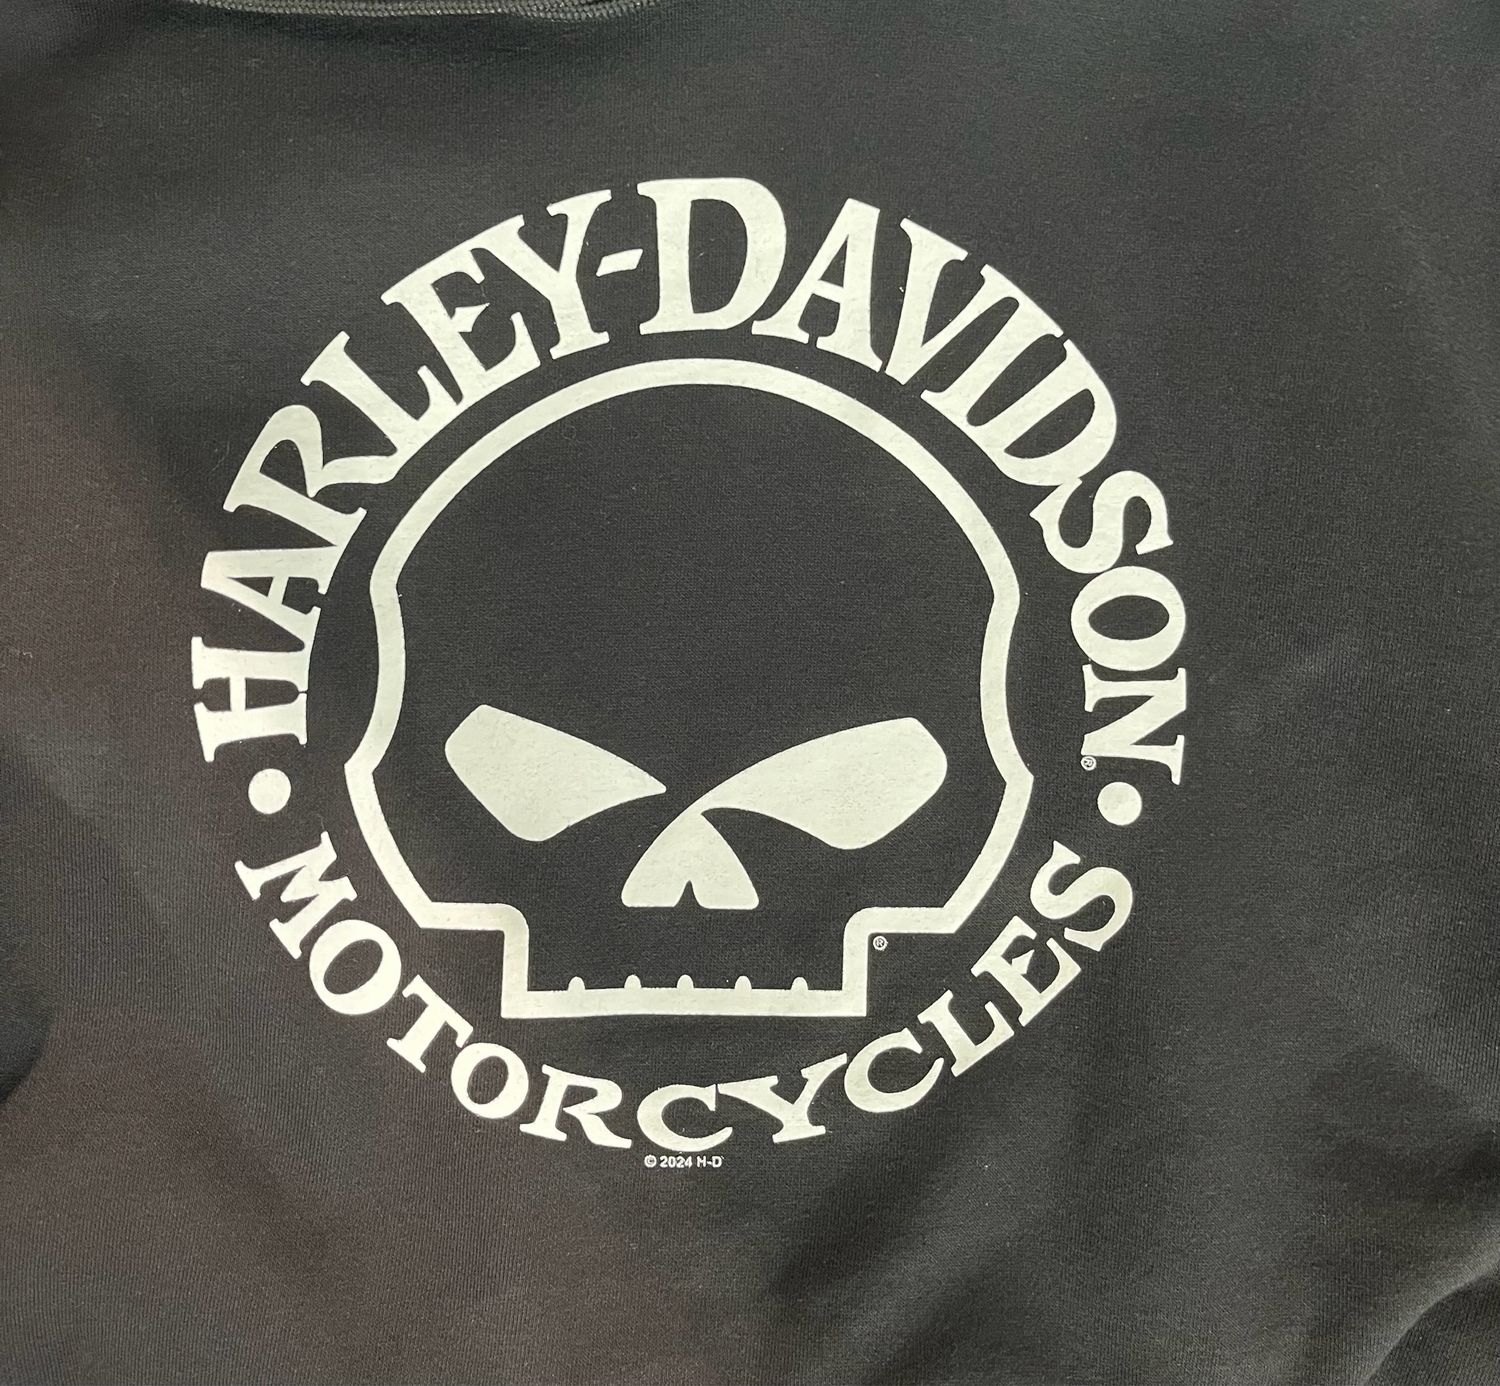 HARLEY-DAVIDSON®
• MOTORCYCLES •
®
© 2024 H-D